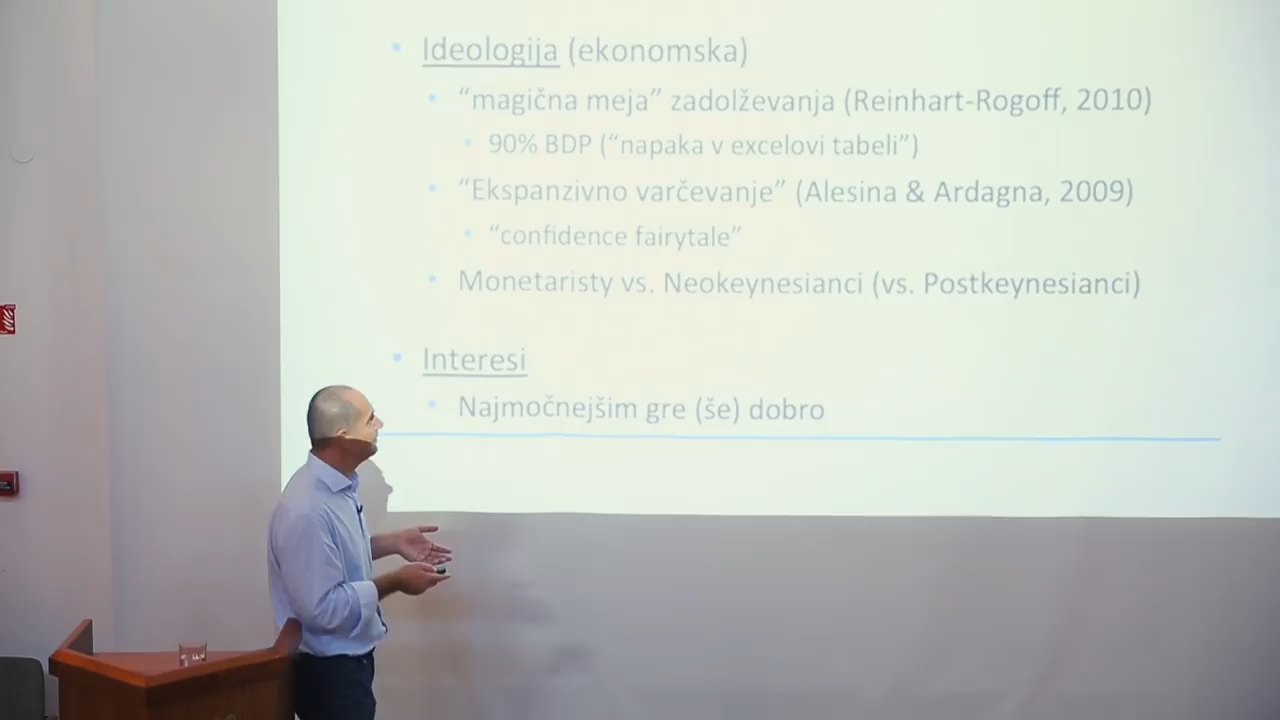 Ideologija (ekonomska)
“magična meja” zadolževanja (Reinhart-Rogoff, 2010)
90% BDP (“napaka v excelovi tabeli”)
“Ekspanzivno varčevanje” (Alesina & Ardagna, 2009)
“confidence fairytale”
Monetaristy vs. Neokeynesianci (vs. Postkeynesianci)
Interesi
Najmočnejšim gre (še) dobro